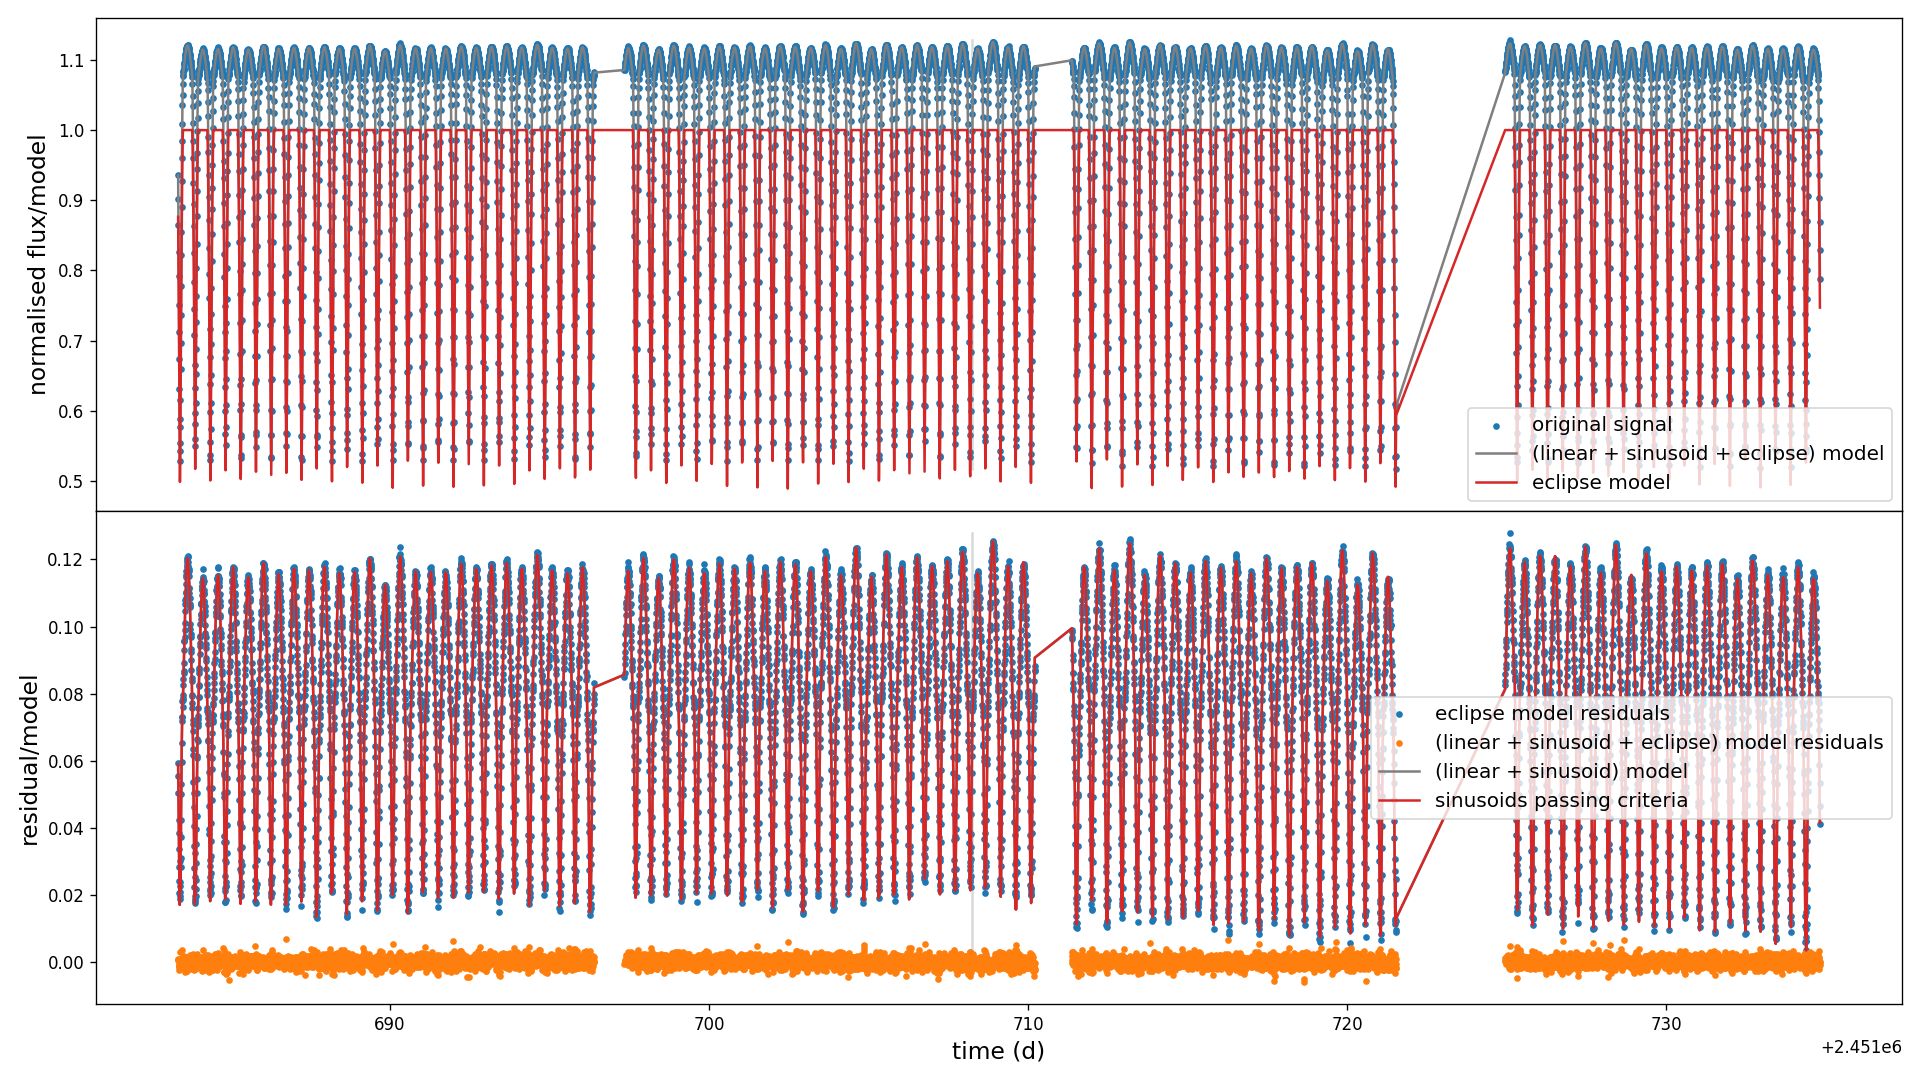 normalised flux/model
1.1
1.0
0.9
0.8
0.7
0.6
0.5
original signal
(linear + sinusoid + eclipse) model
eclipse model
residual/model
0.12
0.10
0.08
0.06
0.04
0.02
0.00
eclipse model residuals
(linear + sinusoid + eclipse) model residuals
(linear + sinusoid) model
sinusoids passing criteria
690 700 710 720 730
time (d)
+2.451e6